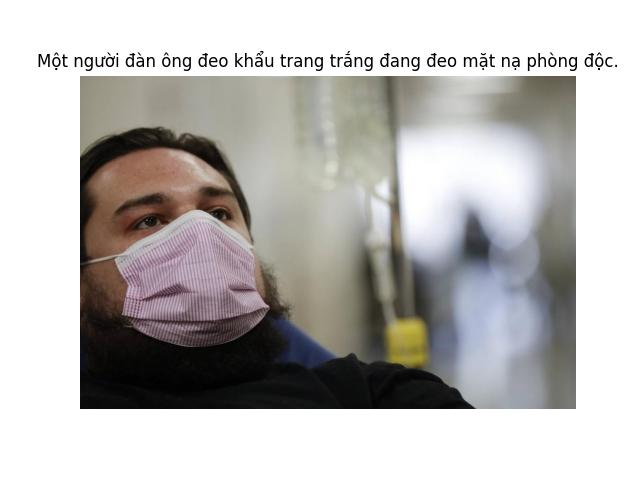 Một người đàn ông đeo khẩu trang trắng đang đeo mặt nạ phòng độc.